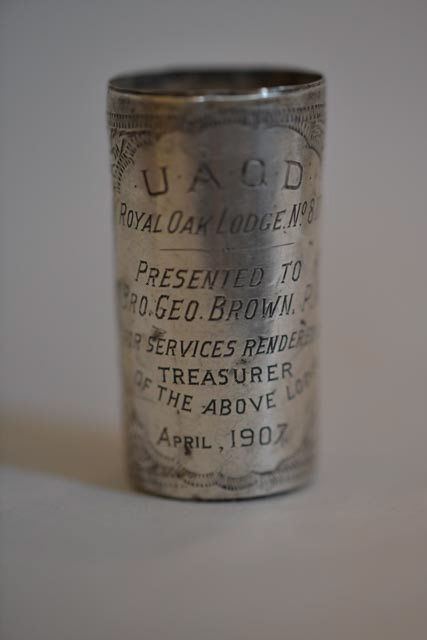 U·A·O·D
ROYAL OAK LODGE. Nº 8
PRESENTED TO
BRO. GEO. BROWN. P
SERVICES RENDERED
TREASURER
OF THE ABOVE
APRIL, 1907